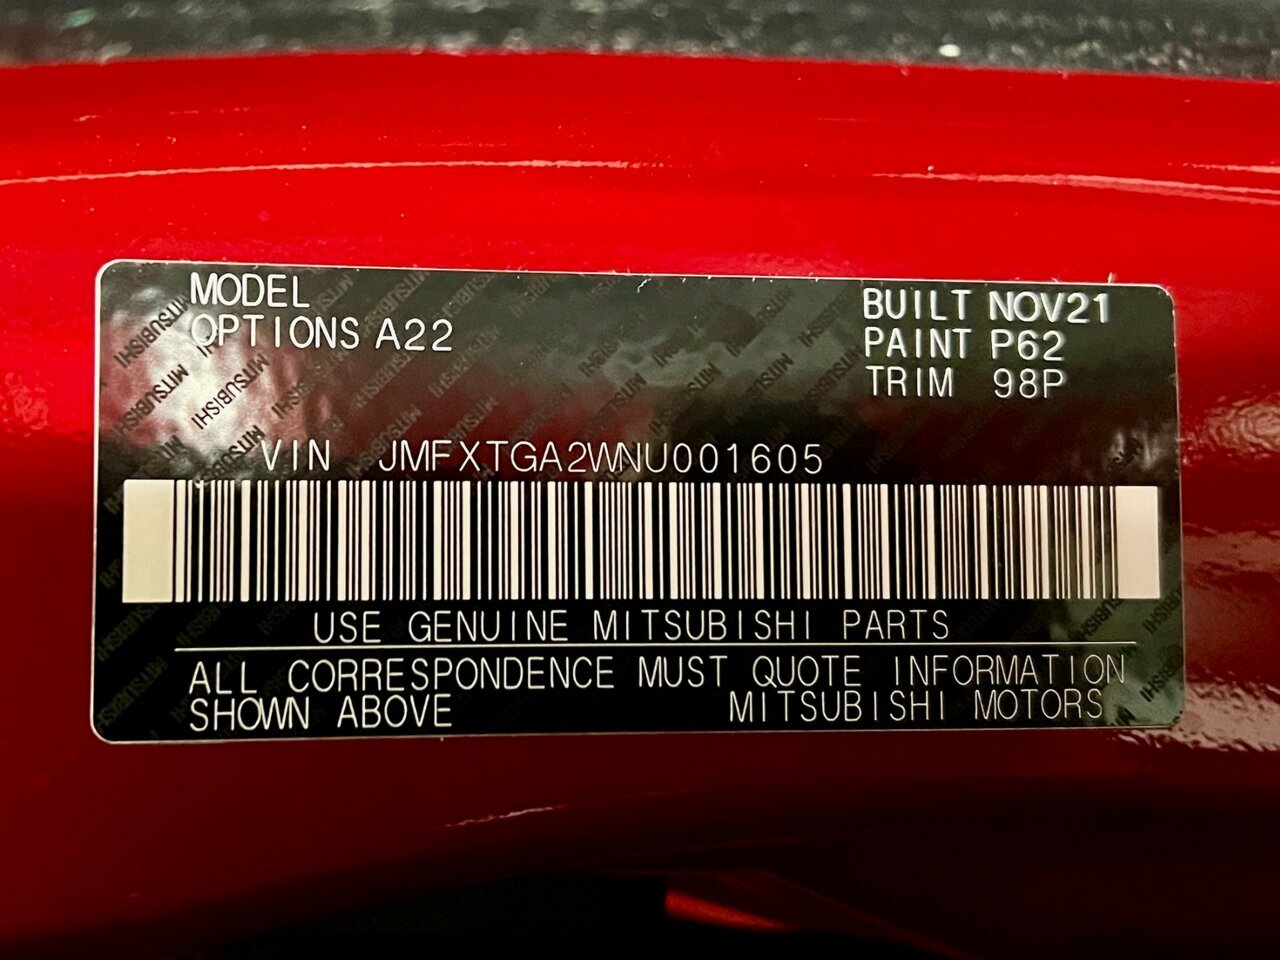 MODEL
OPTIONS A22
BUILT NOV21
PAINT P62
TRIM 98P
VIN JMFXTGA2WNU001605
USE GENUINE MITSUBISHI PARTS
ALL CORRESPONDENCE MUST QUOTE INFORMATION
SHOWN ABOVE MITSUBISHI MOTORS